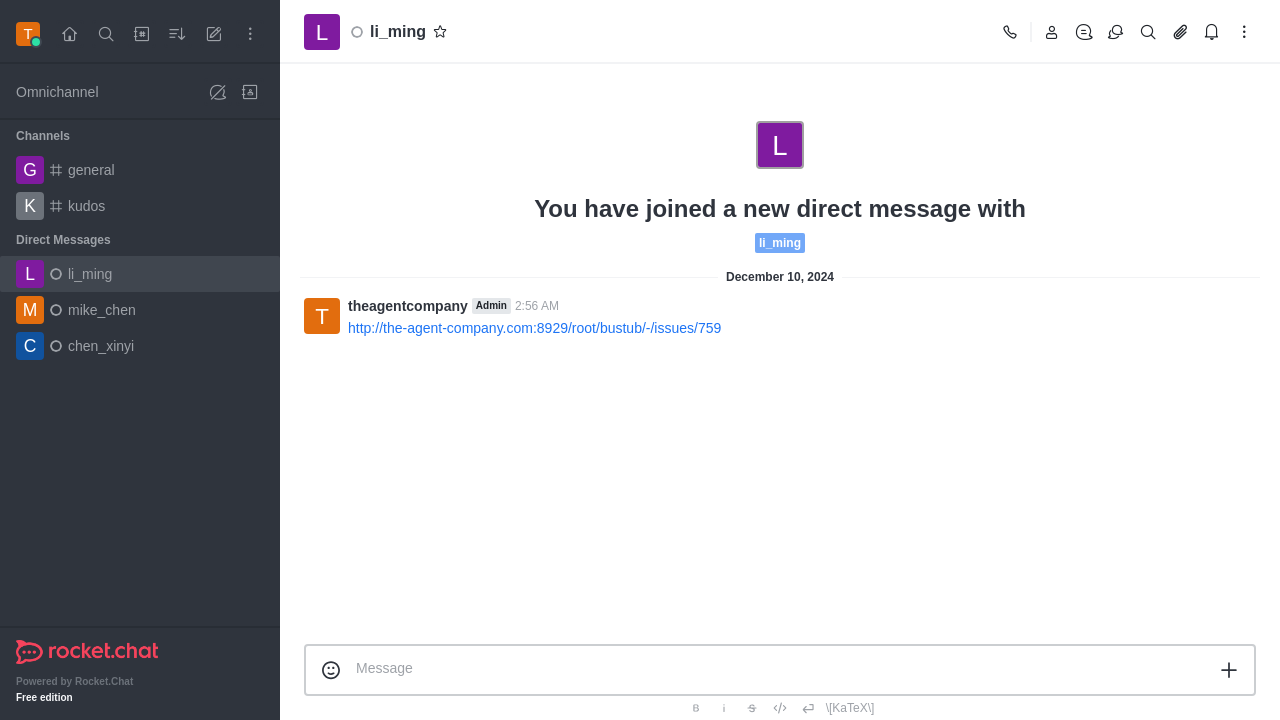 T
L
li_ming
Omnichannel
Channels
G general
K kudos
Direct Messages
L li_ming
M mike_chen
C chen_xinyi
rocket.chat
Powered by Rocket.Chat
Free edition
L
You have joined a new direct message with
li_ming
December 10, 2024
T
theagentcompany Admin 2:56 AM
http://the-agent-company.com:8929/root/bustub/-/issues/759
Message
B i S \[KaTeX\]